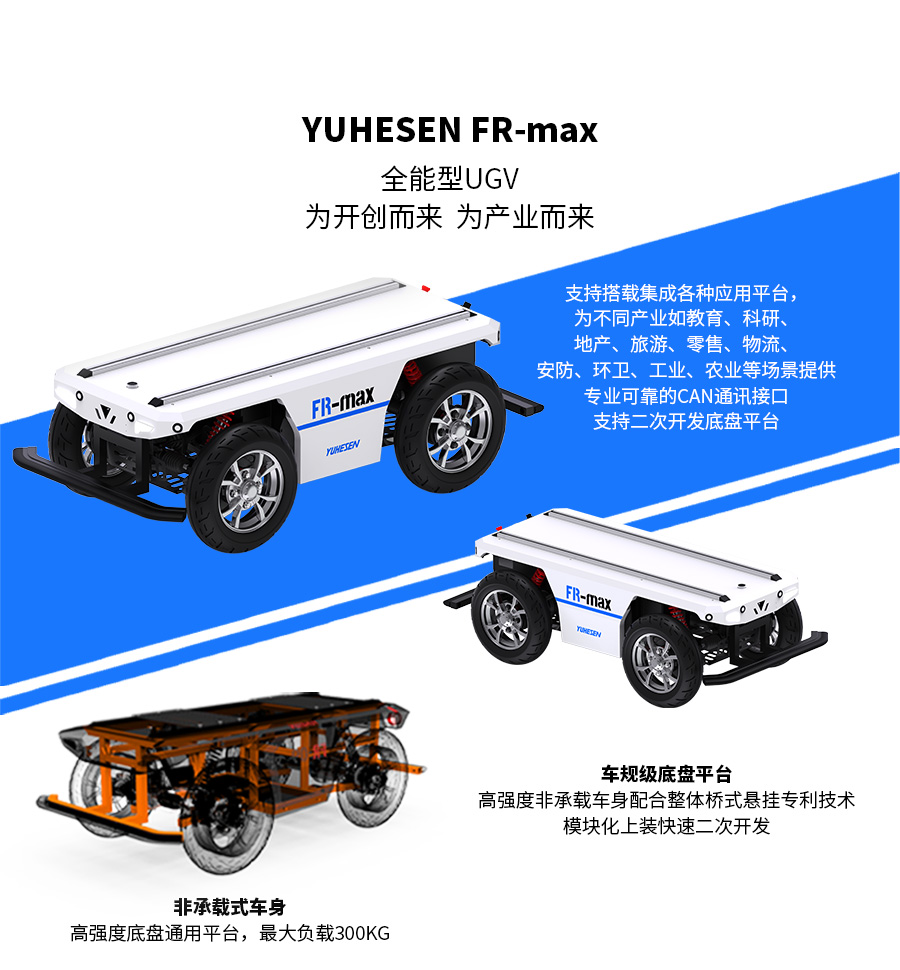 YUHESEN FR-max
全能型UGV
为开创而来 为产业而来
支持搭载集成各种应用平台，
为不同产业如教育、科研、
地产、旅游、零售、物流、
安防、环卫、工业、农业等场景提供
专业可靠的CAN通讯接口
支持二次开发底盘平台
FR-max
YUHESEN
FR-max
YUHESEN
车规级底盘平台
高强度非承载车身配合整体桥式悬挂专利技术
模块化上装快速二次开发
非承载式车身
高强度底盘通用平台，最大负载300KG